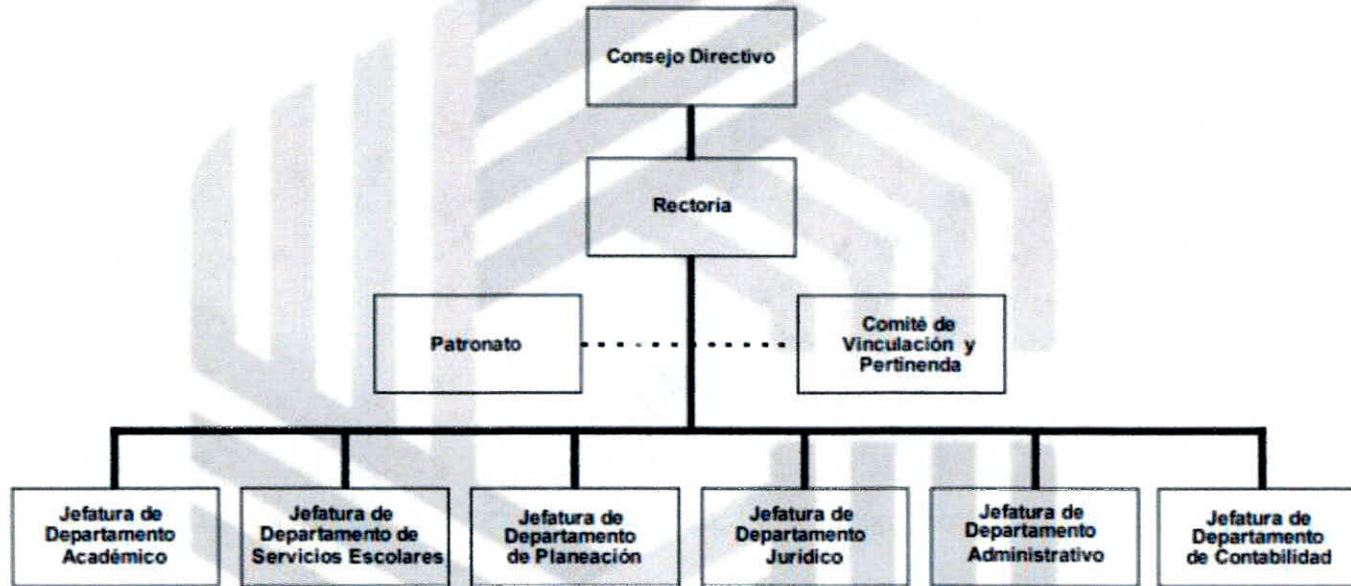 Consejo Directivo
Rectoría
Patronato
Comité de
Vinculación y
Pertinenda
Jefatura de
Departamento
Académico
Jefatura de
Departamento de
Servicios Escolares
Jefatura de
Departamento
de Planeación
Jefatura de
Departamento
Jurídico
Jefatura de
Departamento
Administrativo
Jefatura de
Departamento
de Contabilidad